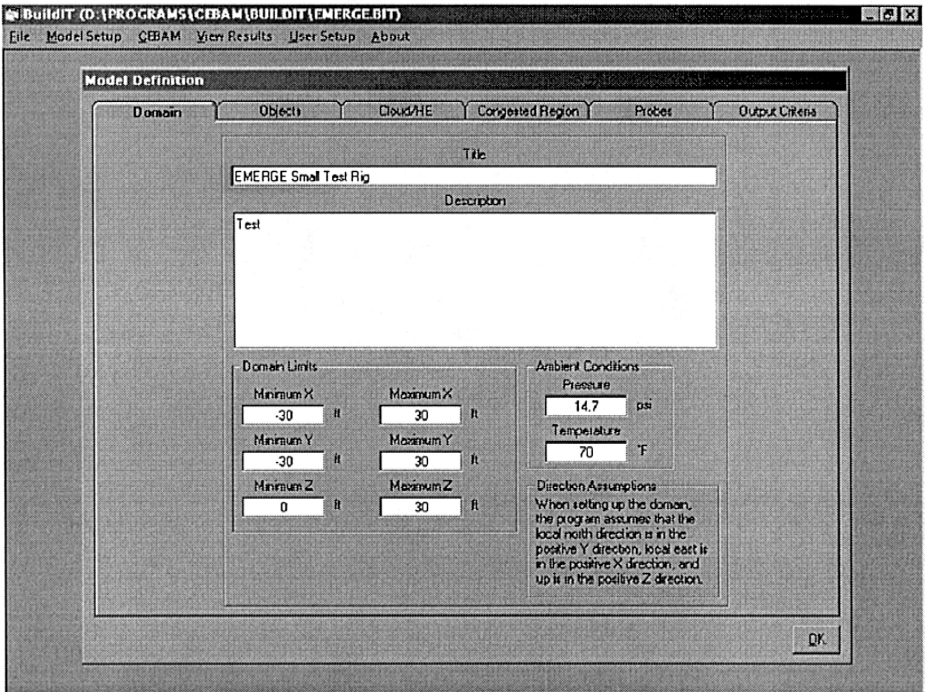 BuildIT (D:\PROGRAMS\CEBAM\BUILDIT\EMERGE.BIT)
File Model Setup CEBAM View Results User Setup About
Model Definition
Domain Objects Cloud/HE Congested Region Probes Output Criteria
Title
EMERGE Small Test Rig
Description
Test
Domain Limits
Minimum X Maximum X
-30 ft 30 ft
Minimum Y Maximum Y
-30 ft 30 ft
Minimum Z Maximum Z
0 ft 30 ft
Ambient Conditions
Pressure
14.7 psi
Temperature
70 °F
Direction Assumptions
When setting up the domain,
the program assumes that the
local north direction is in the
positive Y direction, local east is
in the positive X direction, and
up is in the positive Z direction.
OK